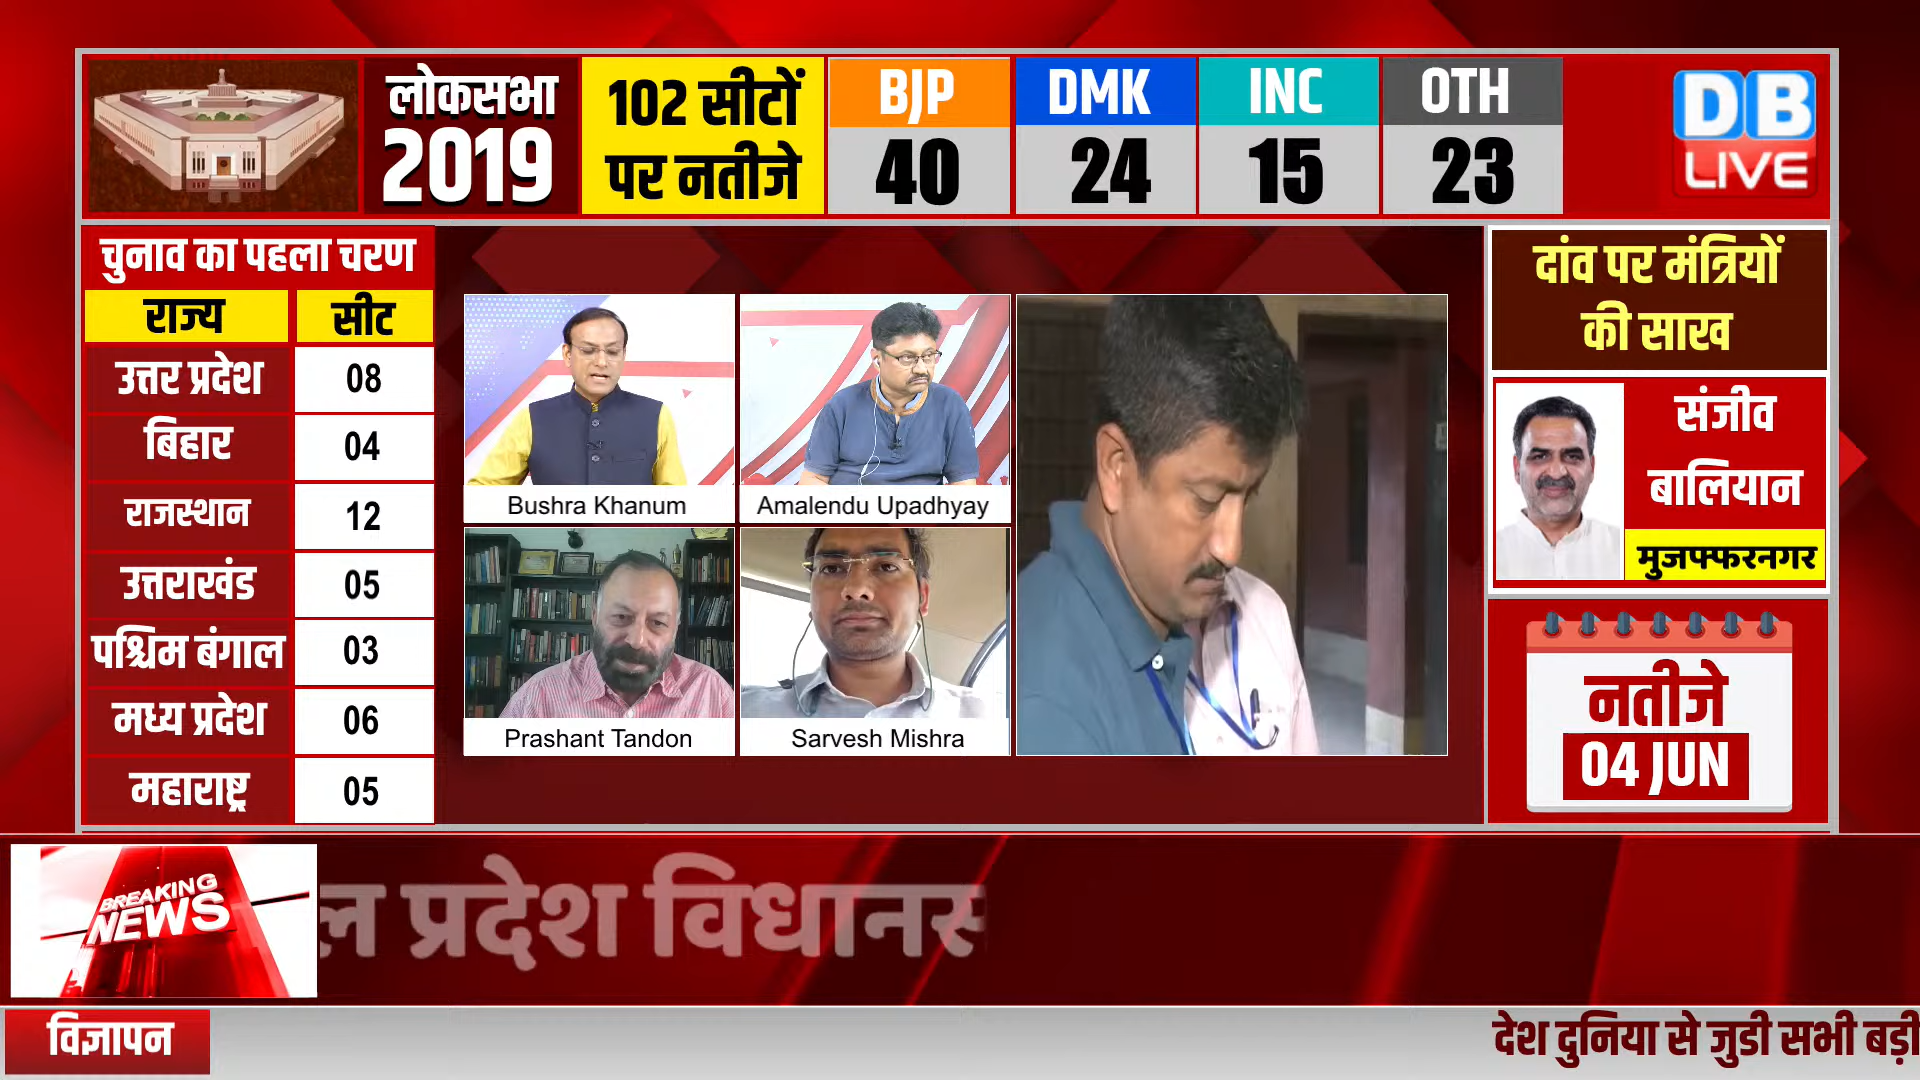 लोकसभा
2019
102 सीटों
पर नतीजे
BJP
40
DMK
24
INC
15
OTH
23
DB
LIVE
चुनाव का पहला चरण
राज्य सीट
उत्तर प्रदेश 08
बिहार 04
राजस्थान 12
उत्तराखंड 05
पश्चिम बंगाल 03
मध्य प्रदेश 06
महाराष्ट्र 05
Bushra Khanum
Amalendu Upadhyay
Prashant Tandon
Sarvesh Mishra
दांव पर मंत्रियों
की साख
संजीव
बालियान
मुजफ्फरनगर
नतीजे
04 JUN
BREAKING
NEWS
ल प्रदेश विधानस
विज्ञापन
देश दुनिया से जुडी सभी बड़ी